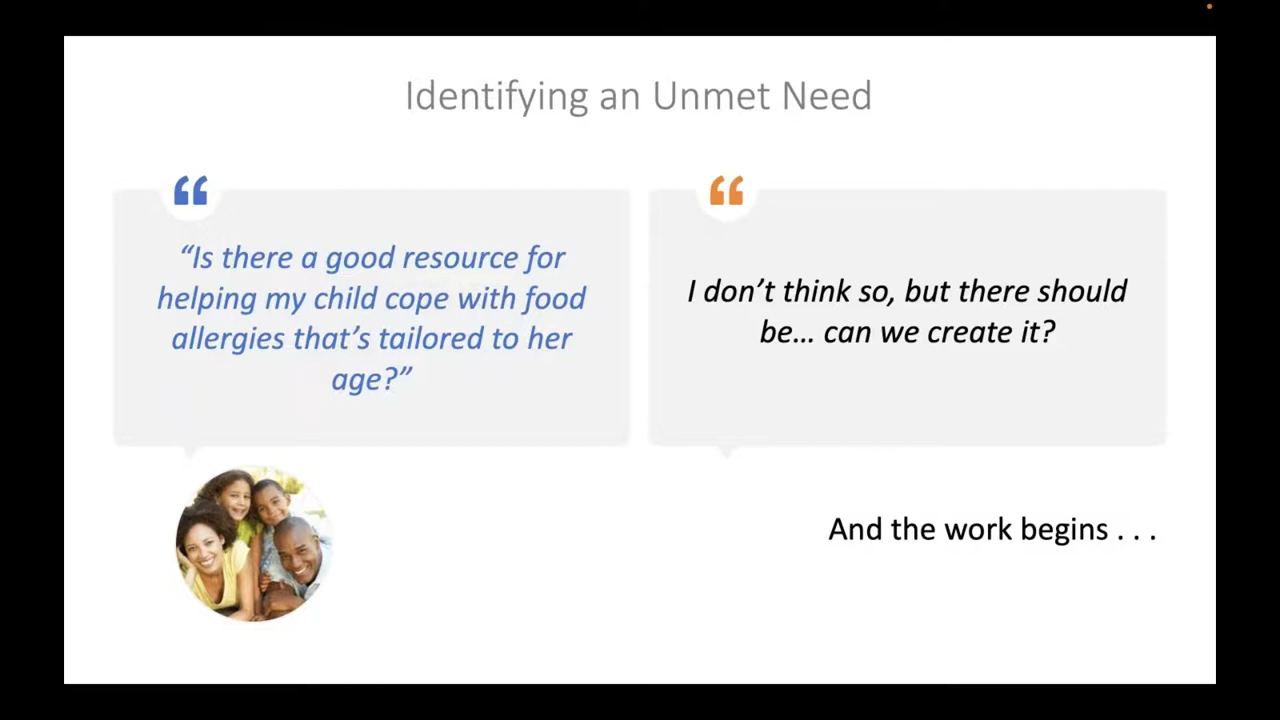 Identifying an Unmet Need
“
“Is there a good resource for
helping my child cope with food
allergies that’s tailored to her
age?”
“
I don’t think so, but there should
be… can we create it?
And the work begins . . .